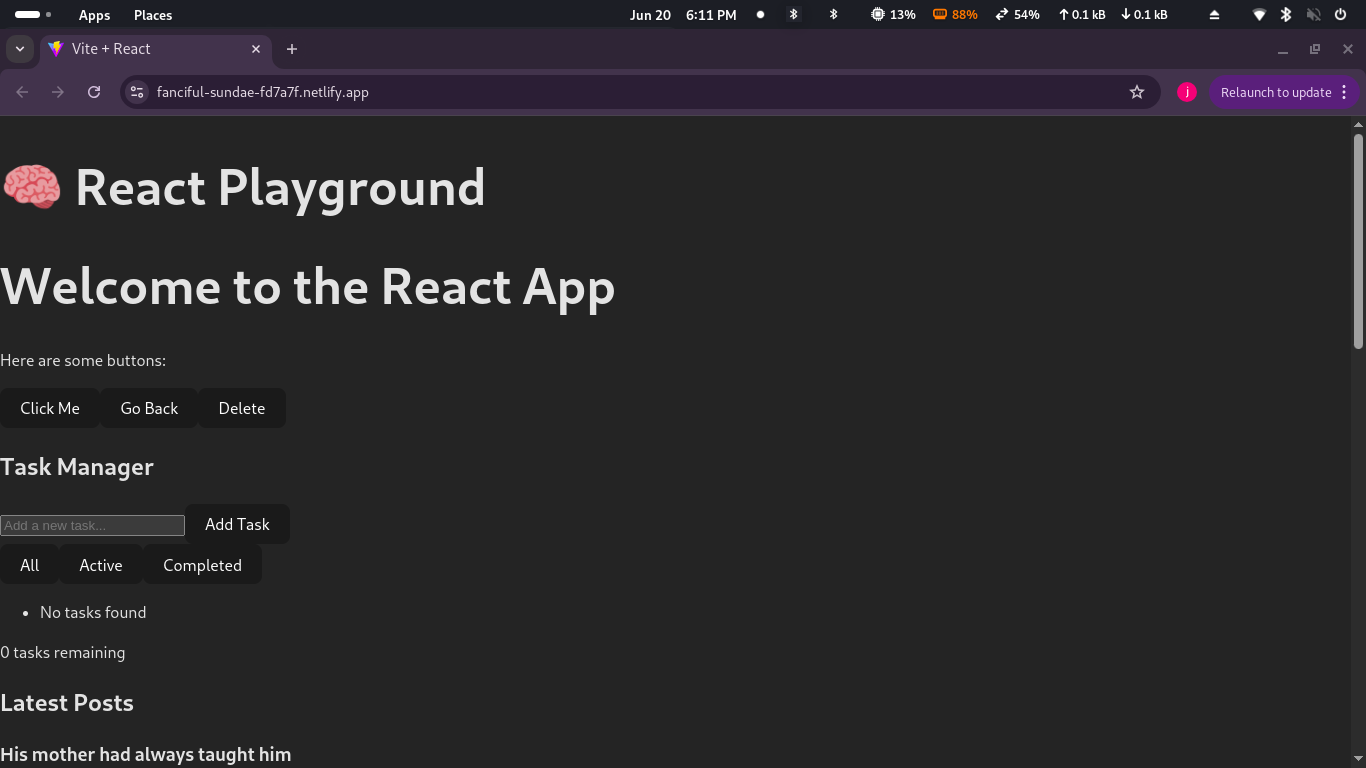 Apps Places Jun 20 6:11 PM 13% 88% 54% 0.1 kB 0.1 kB
Vite + React
fanciful-sundae-fd7a7f.netlify.app j Relaunch to update
React Playground
Welcome to the React App
Here are some buttons:
Click Me Go Back Delete
Task Manager
Add a new task... Add Task
All Active Completed
• No tasks found
0 tasks remaining
Latest Posts
His mother had always taught him